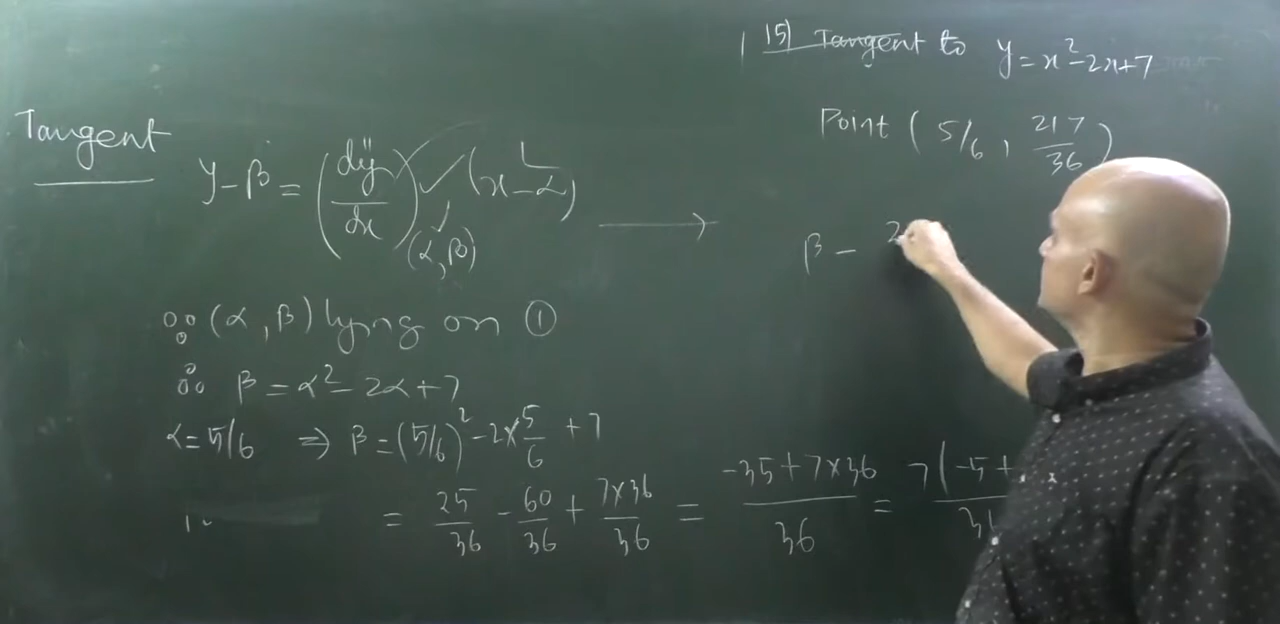 15) Tangent to y = x² - 2x + 7
Point ( 5/6 , 217/36 )
Tangent
y - β = (dy/dx)(α, β) (x - α)
β - 2
∵ (α, β) lying on ①
∴ β = α² - 2α + 7
α = 5/6 ⇒ β = (5/6)² - 2 × 5/6 + 7
= 25/36 - 60/36 + 7×36/36 = -35 + 7×36/36 = 7(-5 +